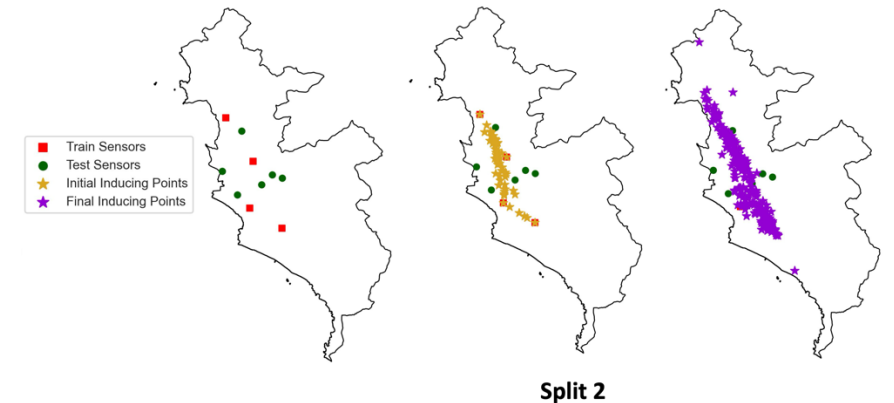 Train Sensors
Test Sensors
Initial Inducing Points
Final Inducing Points
Split 2